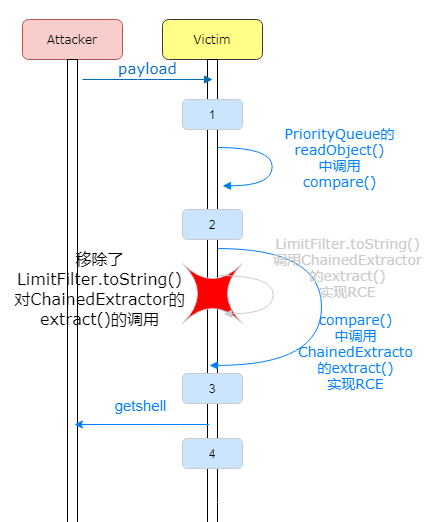 Attacker
Victim
payload
1
PriorityQueue的
readObject()
中调用
compare()
2
移除了
LimitFilter.toString()
对ChainedExtractor的
extract()的调用
LimitFilter.toString()
调用ChainedExtractor
的extract()
实现RCE
compare()
中调用
ChainedExtracto
的extract()
实现RCE
3
getshell
4